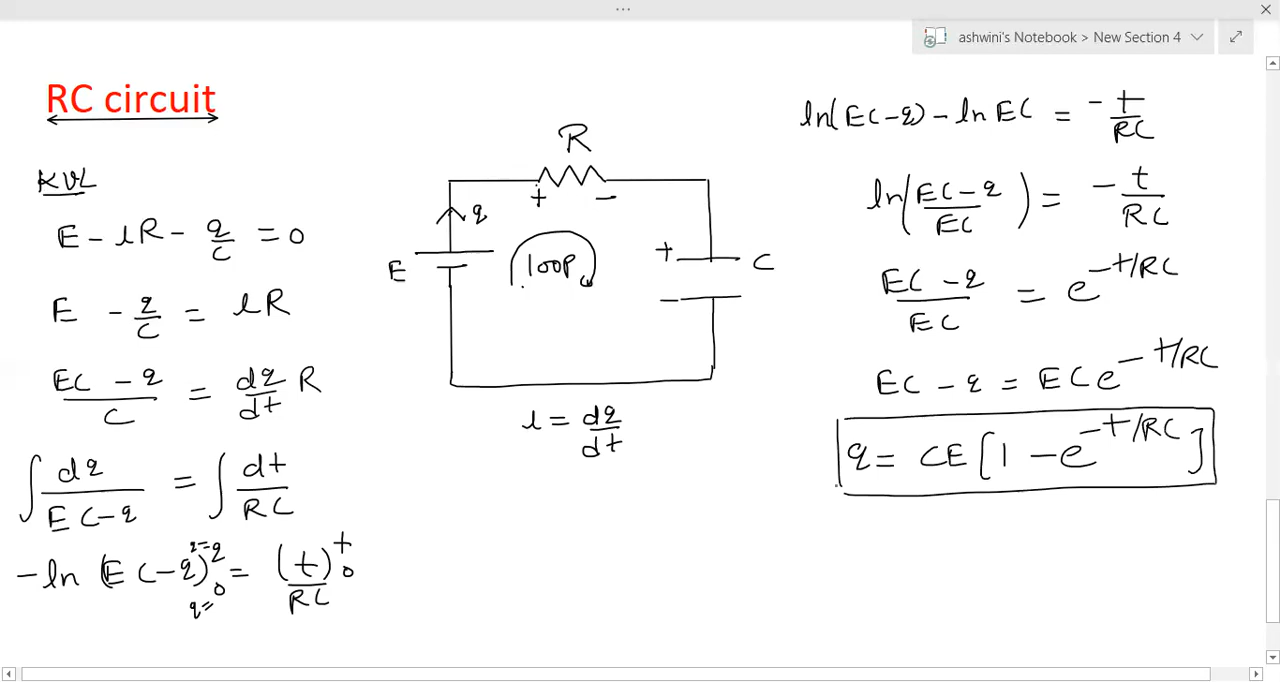 ashwini's Notebook > New Section 4
RC circuit
KVL
E - iR - q/C = 0
E - q/C = iR
EC - q/C = dq/dt R
∫ dq/EC-q = ∫ dt/RC
-ln (EC-q)q=q q=0 = (t/RC)t 0
R
+ -
q
E
loop
+
-
C
i = dq/dt
ln(EC-q) - ln EC = -t/RC
ln(EC-q/EC) = -t/RC
EC-q/EC = e^-t/RC
EC - q = ECe^-t/RC
q = CE[1 - e^-t/RC]